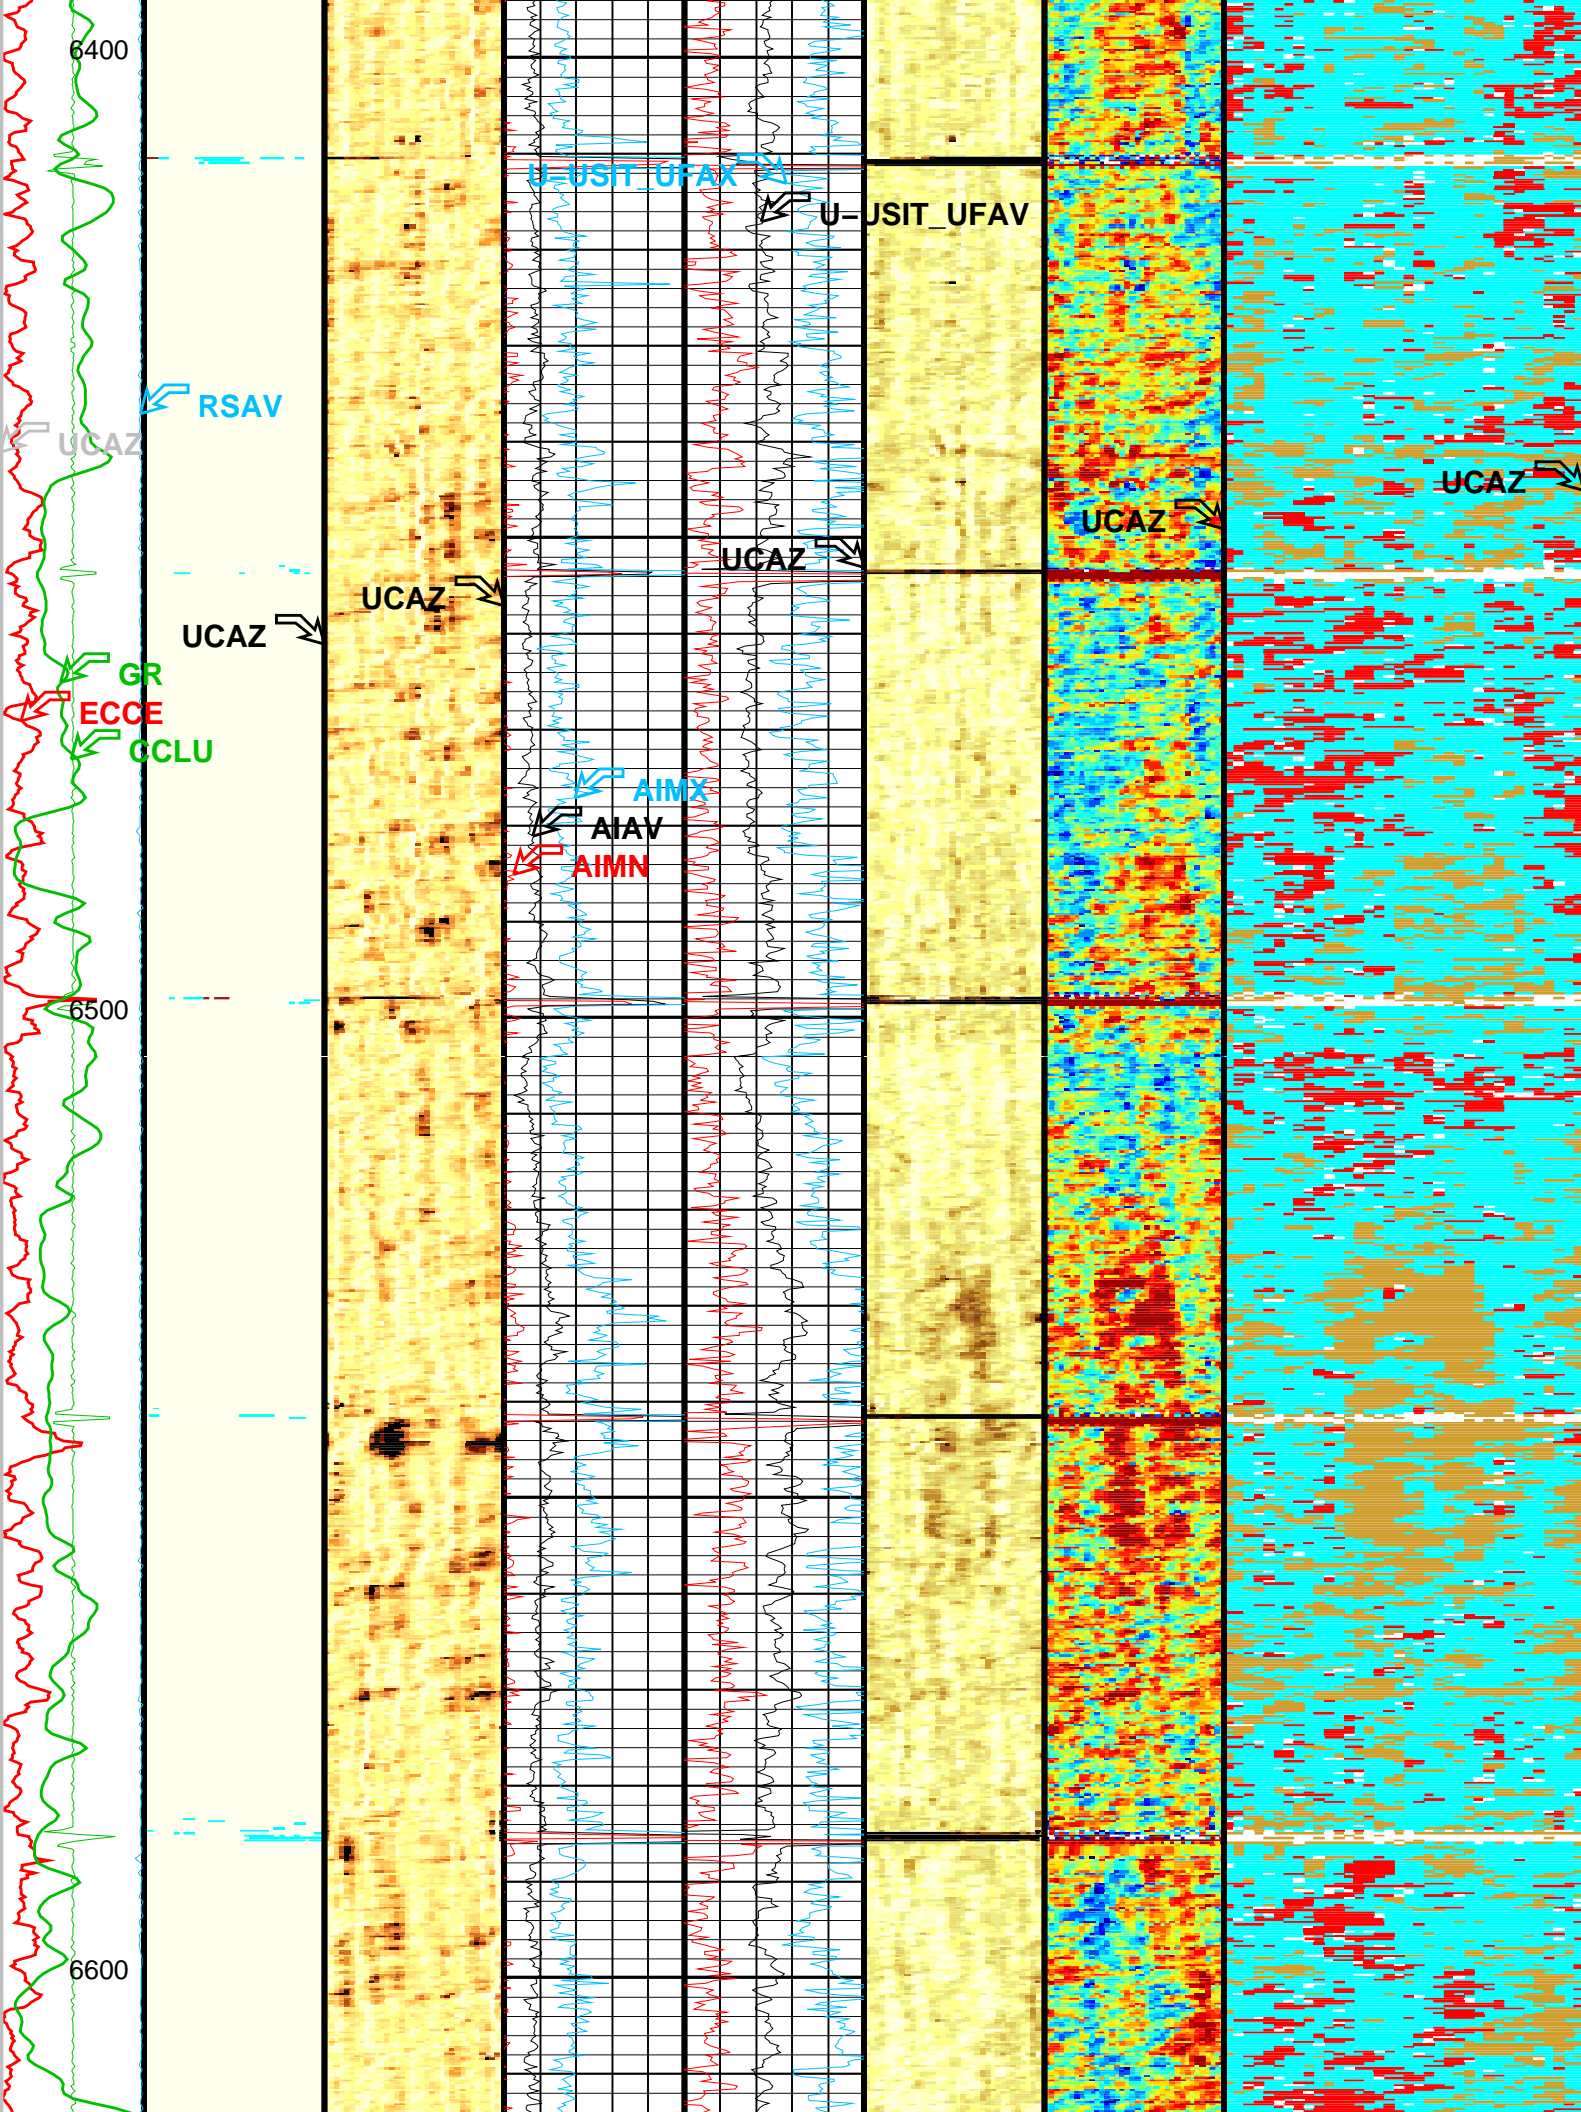 6400
U-USIT_UFAX
U-USIT_UFAV
RSAV
UCAZ
UCAZ
UCAZ
UCAZ
UCAZ
UCAZ
GR
ECCE
CCLU
AIMX
AIAV
AIMN
6500
6600